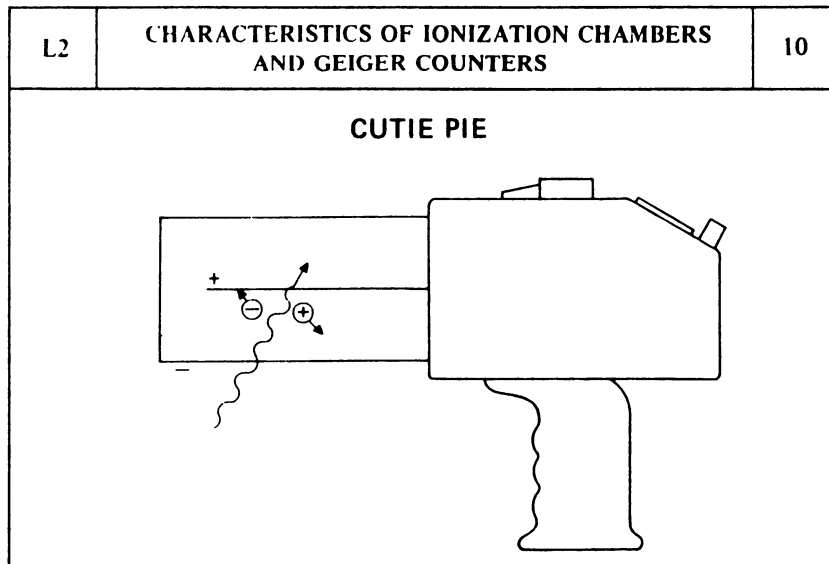 L2
CHARACTERISTICS OF IONIZATION CHAMBERS
AND GEIGER COUNTERS
10
CUTIE PIE
+
−
+
−